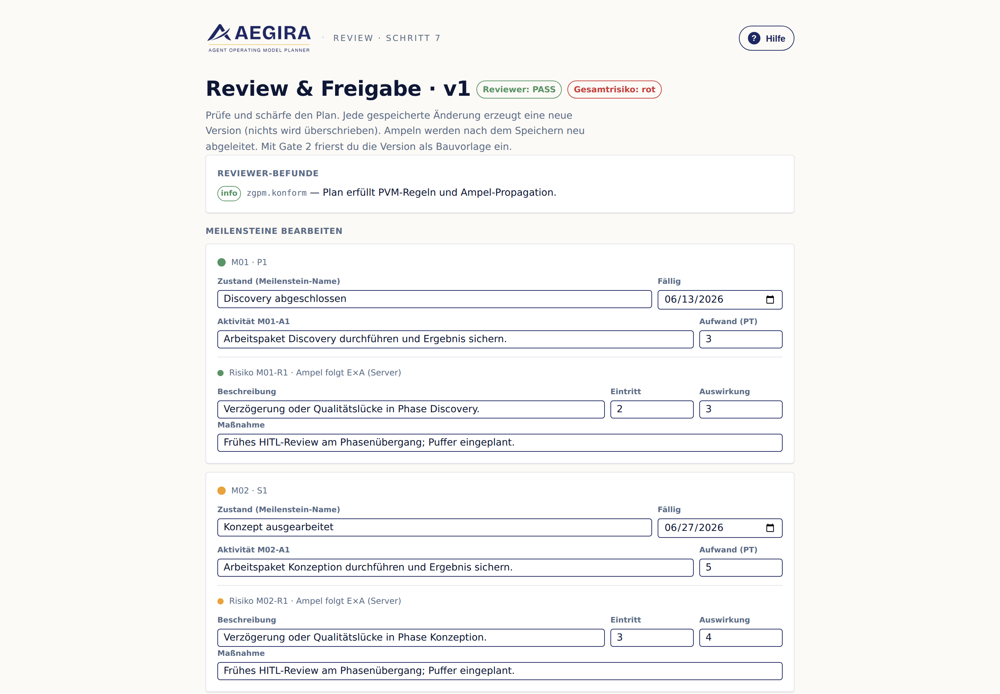 AEGIRA
AGENT OPERATING MODEL PLANNER
· REVIEW · SCHRITT 7
? Hilfe
Review & Freigabe · v1 Reviewer: PASS Gesamtrisiko: rot
Prüfe und schärfe den Plan. Jede gespeicherte Änderung erzeugt eine neue
Version (nichts wird überschrieben). Ampeln werden nach dem Speichern neu
abgeleitet. Mit Gate 2 frierst du die Version als Bauvorlage ein.
REVIEWER-BEFUNDE
info zgpm.konform — Plan erfüllt PVM-Regeln und Ampel-Propagation.
MEILENSTEINE BEARBEITEN
M01 · P1
Zustand (Meilenstein-Name) Fällig
Discovery abgeschlossen 06/13/2026
Aktivität M01-A1 Aufwand (PT)
Arbeitspaket Discovery durchführen und Ergebnis sichern. 3
Risiko M01-R1 · Ampel folgt E×A (Server)
Beschreibung Eintritt Auswirkung
Verzögerung oder Qualitätslücke in Phase Discovery. 2 3
Maßnahme
Frühes HITL-Review am Phasenübergang; Puffer eingeplant.
M02 · S1
Zustand (Meilenstein-Name) Fällig
Konzept ausgearbeitet 06/27/2026
Aktivität M02-A1 Aufwand (PT)
Arbeitspaket Konzeption durchführen und Ergebnis sichern. 5
Risiko M02-R1 · Ampel folgt E×A (Server)
Beschreibung Eintritt Auswirkung
Verzögerung oder Qualitätslücke in Phase Konzeption. 3 4
Maßnahme
Frühes HITL-Review am Phasenübergang; Puffer eingeplant.